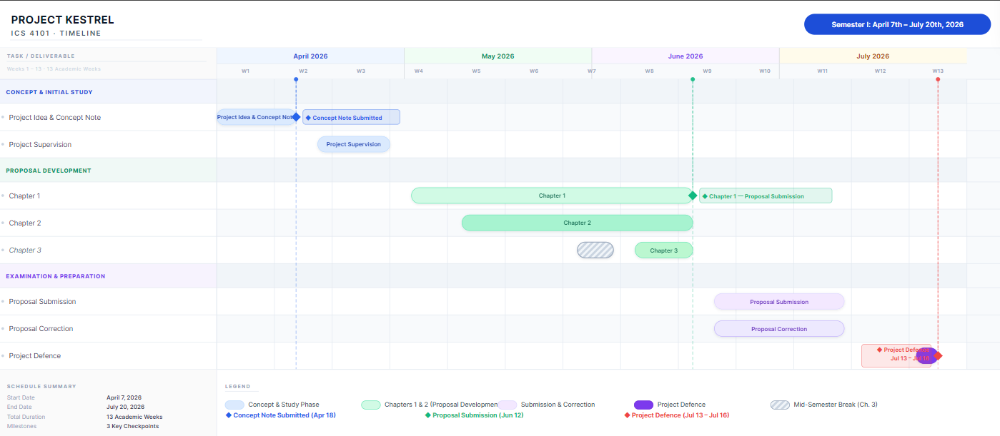 PROJECT KESTREL
ICS 4101 · TIMELINE
Semester I: April 7th – July 20th, 2026
TASK / DELIVERABLE
Weeks 1 – 13 · 13 Academic Weeks
April 2026 May 2026 June 2026 July 2026
W1 W2 W3 W4 W5 W6 W7 W8 W9 W10 W11 W12 W13
CONCEPT & INITIAL STUDY
Project Idea & Concept Note
Project Idea & Concept Not
◆ Concept Note Submitted
Project Supervision
Project Supervision
PROPOSAL DEVELOPMENT
Chapter 1
Chapter 1
◆ Chapter 1 — Proposal Submission
Chapter 2
Chapter 2
Chapter 3
Chapter 3
EXAMINATION & PREPARATION
Proposal Submission
Proposal Submission
Proposal Correction
Proposal Correction
Project Defence
◆ Project Defence
Jul 13 – Jul 16
SCHEDULE SUMMARY
Start Date April 7, 2026
End Date July 20, 2026
Total Duration 13 Academic Weeks
Milestones 3 Key Checkpoints
LEGEND
Concept & Study Phase
Chapters 1 & 2 (Proposal Developmen
Submission & Correction
Project Defence
Mid-Semester Break (Ch. 3)
◆ Concept Note Submitted (Apr 18)
◆ Proposal Submission (Jun 12)
◆ Project Defence (Jul 13 – Jul 16)